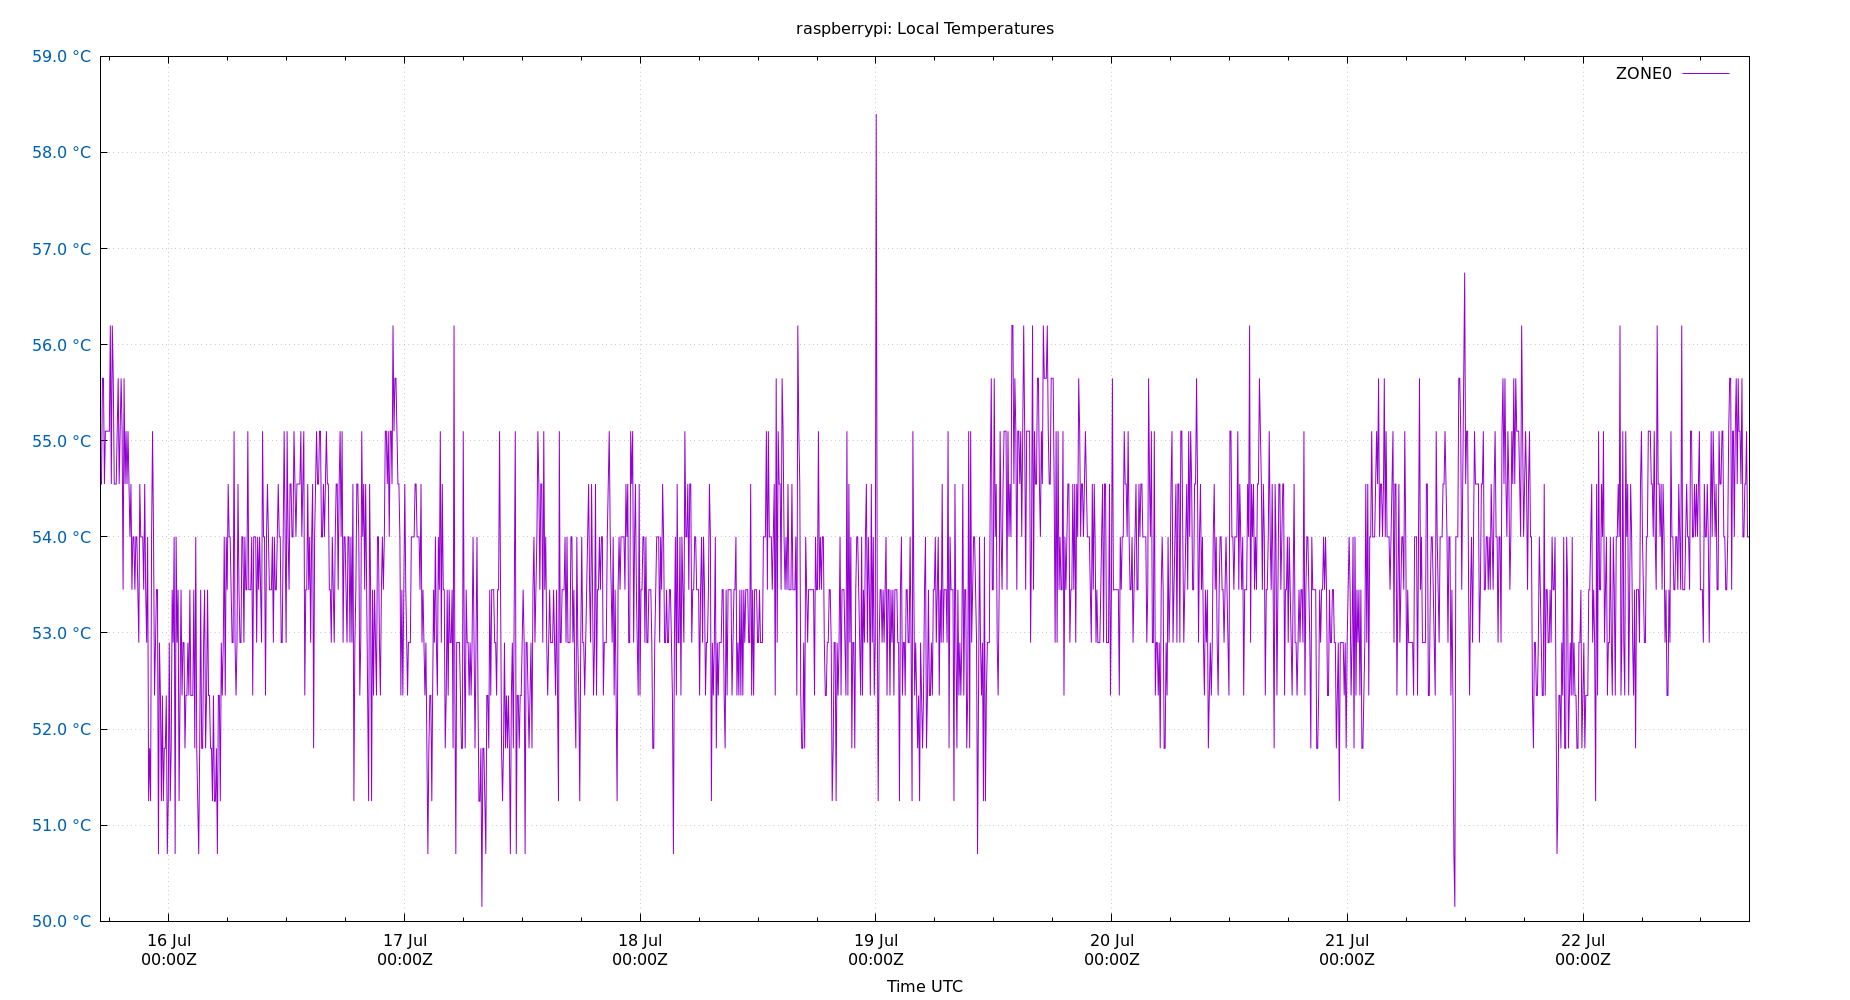 raspberrypi: Local Temperatures
59.0 °C
ZONE0
58.0 °C
57.0 °C
56.0 °C
55.0 °C
54.0 °C
53.0 °C
52.0 °C
51.0 °C
50.0 °C
16 Jul 17 Jul 18 Jul 19 Jul 20 Jul 21 Jul 22 Jul
00:00Z 00:00Z 00:00Z 00:00Z 00:00Z 00:00Z 00:00Z
Time UTC